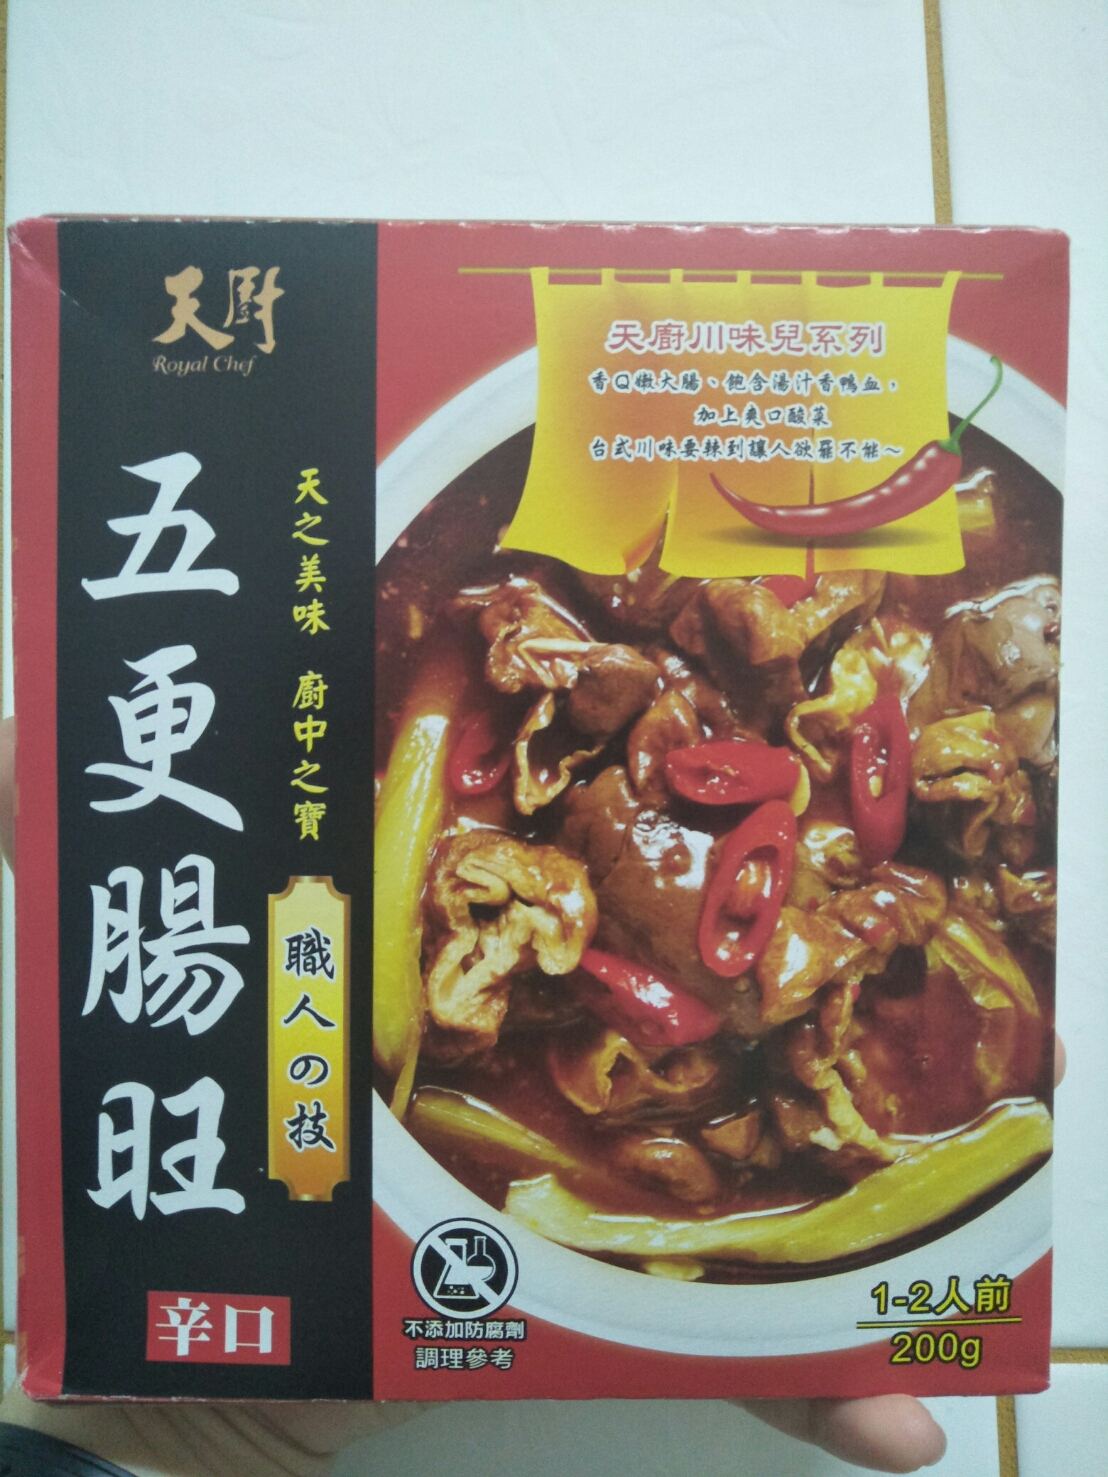 天廚
Royal Chef
五更腸旺
天之美味 廚中之寶
職人の技
辛口
天廚川味兒系列
香Q嫩大腸、飽含湯汁香鴨血，
加上爽口酸菜
台式川味要辣到讓人欲罷不能～
不添加防腐劑
調理參考
1-2人前
200g